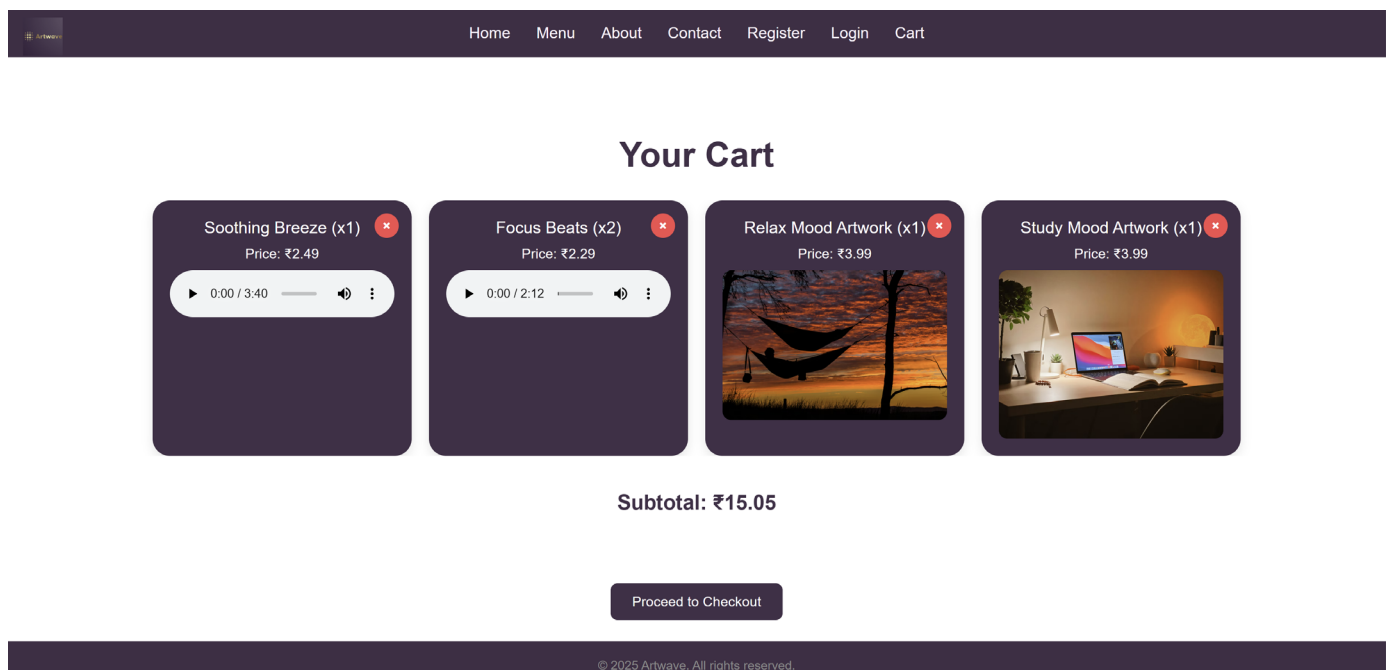 Artwave
Home Menu About Contact Register Login Cart
Your Cart
Soothing Breeze (x1)
Price: ₹2.49
0:00 / 3:40
Focus Beats (x2)
Price: ₹2.29
0:00 / 2:12
Relax Mood Artwork (x1)
Price: ₹3.99
Study Mood Artwork (x1)
Price: ₹3.99
Subtotal: ₹15.05
Proceed to Checkout
© 2025 Artwave. All rights reserved.